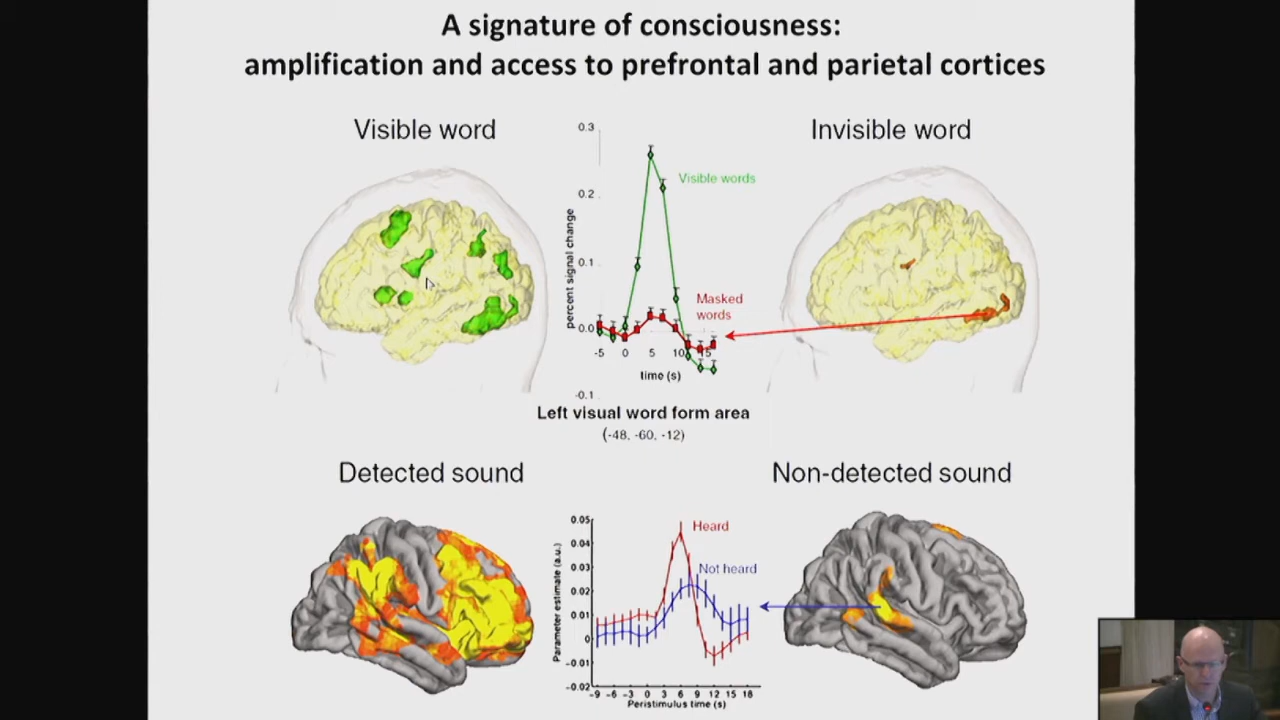 A signature of consciousness:
amplification and access to prefrontal and parietal cortices
Visible word
Invisible word
0.3
0.2
0.1
0.0
-0.1
percent signal change
Visible words
Masked
words
-5 0 5 10 15
time (s)
Left visual word form area
(-48, -60, -12)
Detected sound
Non-detected sound
0.05
0.04
0.03
0.02
0.01
0
-0.01
-0.02
Parameter estimate (a.u.)
Heard
Not heard
-9 -6 -3 0 3 6 9 12 15 18
Peristimulus time (s)